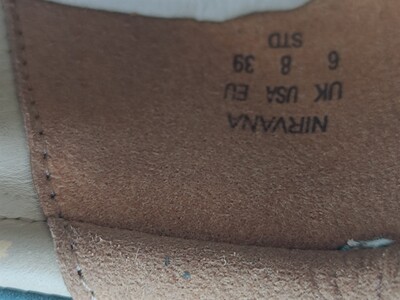 NIRVANA
UK USA EU
6 8 39
STD